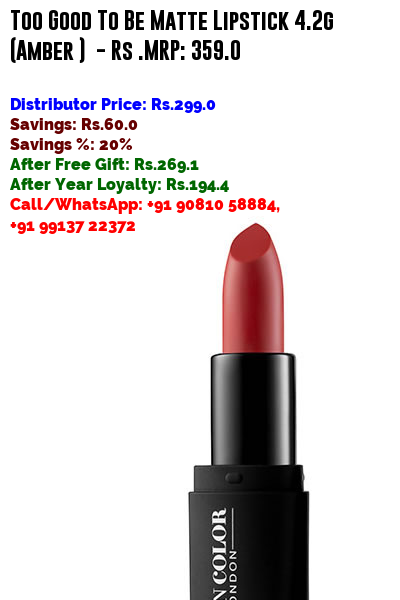 Too Good To Be Matte Lipstick 4.2g
(Amber ) - Rs .MRP: 359.0
Distributor Price: Rs.299.0
Savings: Rs.60.0
Savings %: 20%
After Free Gift: Rs.269.1
After Year Loyalty: Rs.194.4
Call/WhatsApp: +91 90810 58884,
+91 99137 22372
N COLOR
ONDON